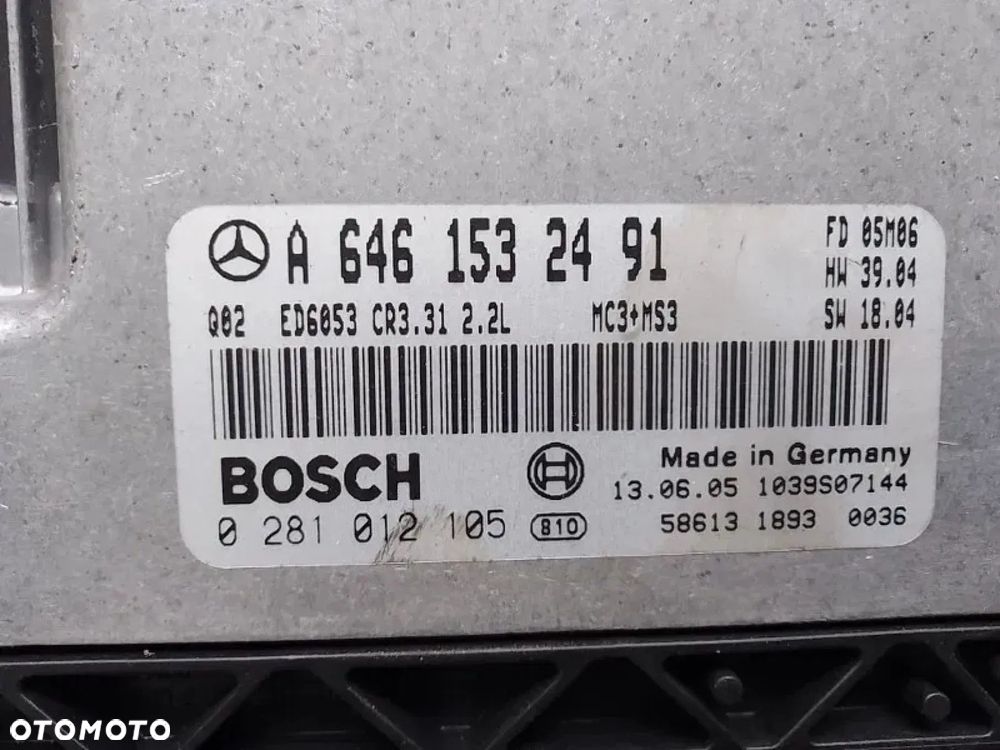 A 646 153 24 91
FD 05M06
HW 39.04
Q02 ED6053 CR3.31 2.2L MC3+MS3 SW 18.04
BOSCH
Made in Germany
13.06.05 1039S07144
0 281 012 105 810 58613 1893 0036
OTOMOTO